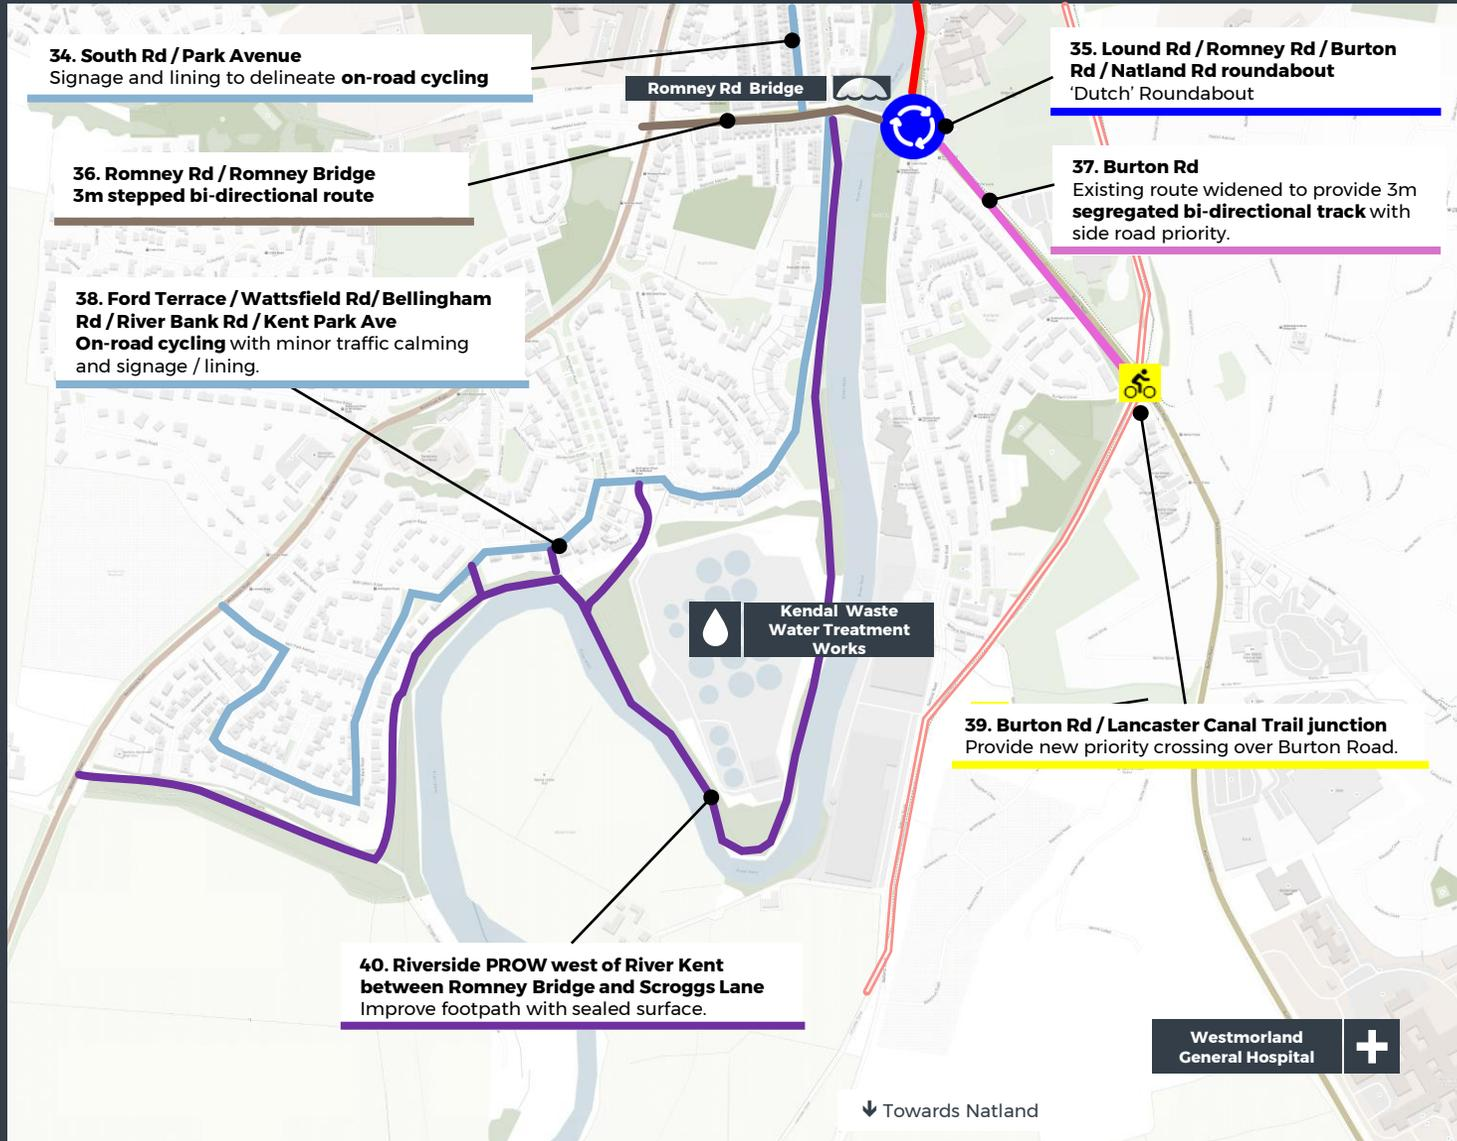 34. South Rd / Park Avenue
Signage and lining to delineate on-road cycling
Romney Rd Bridge
35. Lound Rd / Romney Rd / Burton
Rd / Natland Rd roundabout
‘Dutch’ Roundabout
36. Romney Rd / Romney Bridge
3m stepped bi-directional route
37. Burton Rd
Existing route widened to provide 3m
segregated bi-directional track with
side road priority.
38. Ford Terrace / Wattsfield Rd/ Bellingham
Rd / River Bank Rd / Kent Park Ave
On-road cycling with minor traffic calming
and signage / lining.
Kendal Waste
Water Treatment
Works
39. Burton Rd / Lancaster Canal Trail junction
Provide new priority crossing over Burton Road.
40. Riverside PROW west of River Kent
between Romney Bridge and Scroggs Lane
Improve footpath with sealed surface.
Westmorland
General Hospital
Towards Natland